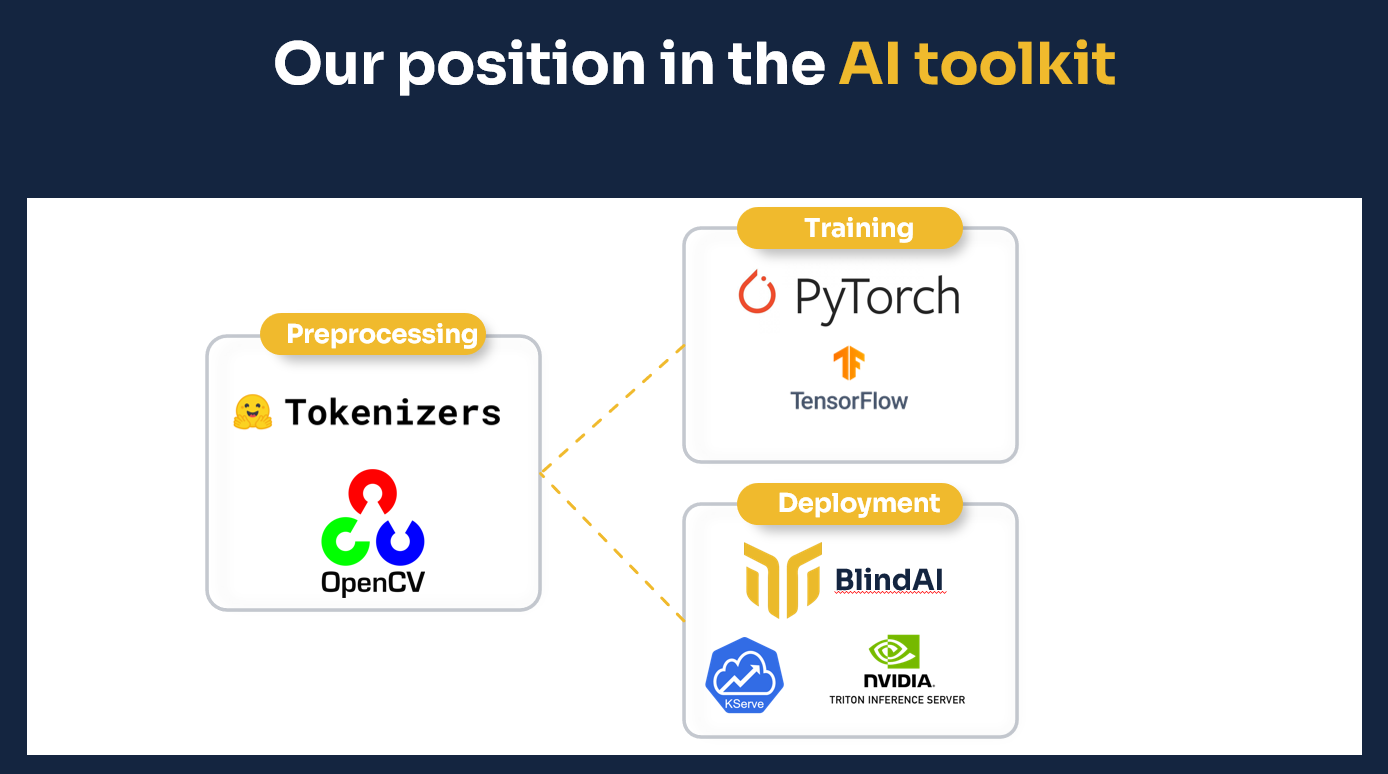 Our position in the AI toolkit
Preprocessing
Tokenizers
OpenCV
Training
PyTorch
TensorFlow
Deployment
BlindAI
KServe
NVIDIA.
TRITON INFERENCE SERVER